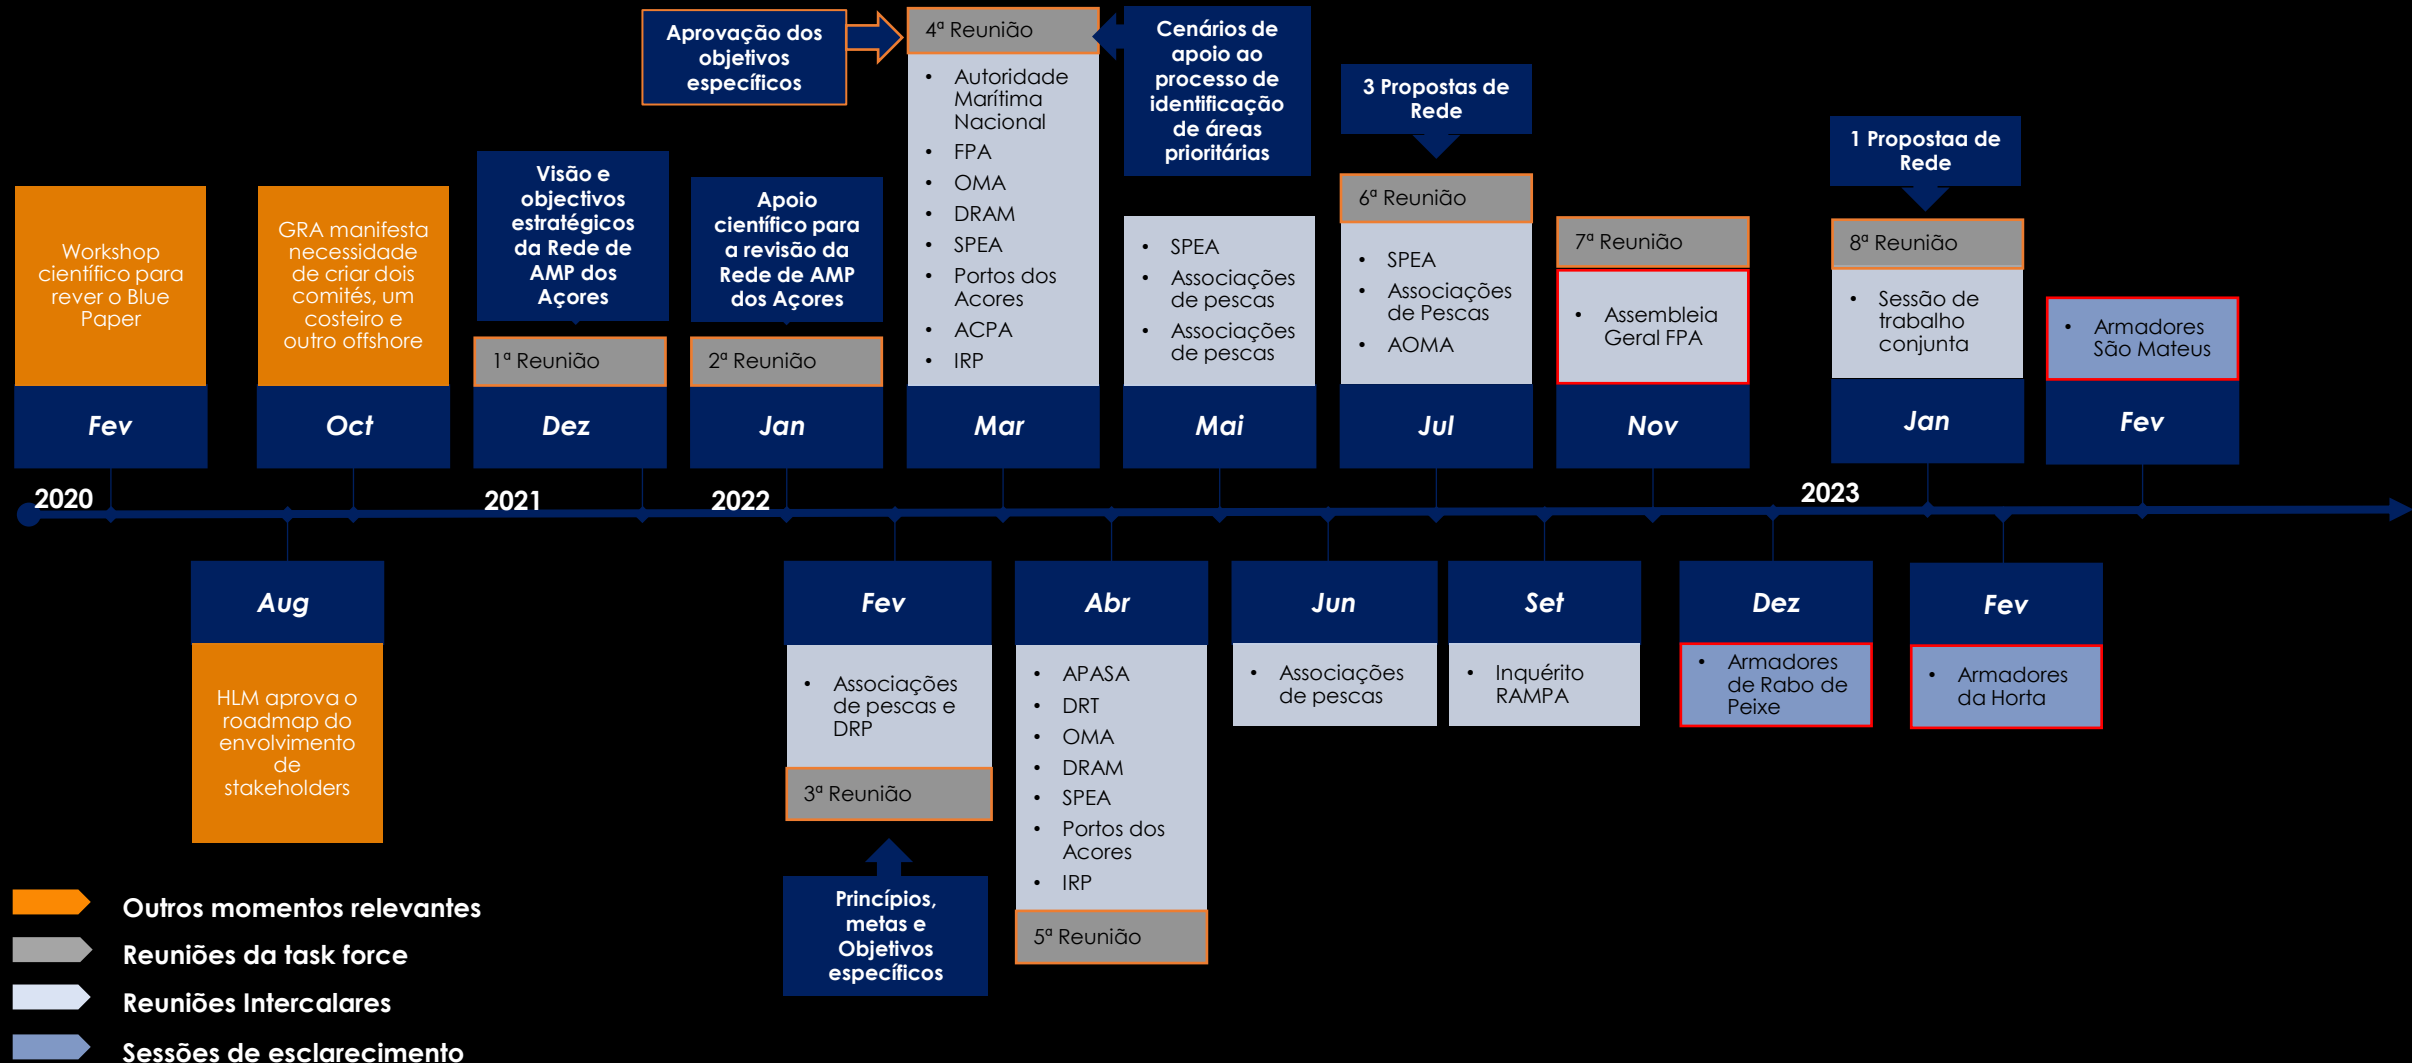 Aprovação dos
objetivos
específicos
4ª Reunião
• Autoridade
Marítima
Nacional
• FPA
• OMA
• DRAM
• SPEA
• Portos dos
Acores
• ACPA
• IRP
Cenários de
apoio ao
processo de
identificação
de áreas
prioritárias
3 Propostas de
Rede
1 Propostaa de
Rede
Workshop
científico para
rever o Blue
Paper
GRA manifesta
necessidade
de criar dois
comités, um
costeiro e
outro offshore
Visão e
objectivos
estratégicos
da Rede de
AMP dos
Açores
1ª Reunião
Apoio
científico para
a revisão da
Rede de AMP
dos Açores
2ª Reunião
• SPEA
• Associações
de pescas
• Associações
de pescas
6ª Reunião
• SPEA
• Associações
de Pescas
• AOMA
7ª Reunião
• Assembleia
Geral FPA
8ª Reunião
• Sessão de
trabalho
conjunta
• Armadores
São Mateus
Fev
Oct
Dez
Jan
Mar
Mai
Jul
Nov
Jan
Fev
2020
2021
2022
2023
Aug
Fev
Abr
Jun
Set
Dez
Fev
HLM aprova o
roadmap do
envolvimento
de
stakeholders
• Associações
de pescas e
DRP
3ª Reunião
Princípios,
metas e
Objetivos
específicos
• APASA
• DRT
• OMA
• DRAM
• SPEA
• Portos dos
Acores
• IRP
5ª Reunião
• Associações
de pescas
• Inquérito
RAMPA
• Armadores
de Rabo de
Peixe
• Armadores
da Horta
Outros momentos relevantes
Reuniões da task force
Reuniões Intercalares
Sessões de esclarecimento